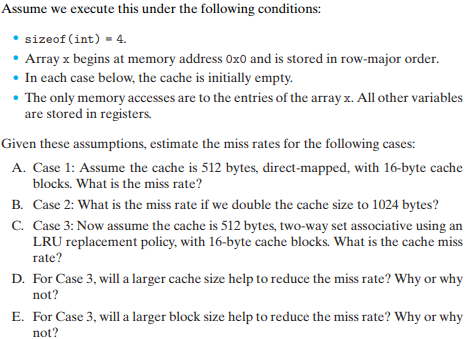 Assume we execute this under the following conditions:
• sizeof(int) = 4.
• Array x begins at memory address 0x0 and is stored in row-major order.
• In each case below, the cache is initially empty.
• The only memory accesses are to the entries of the array x. All other variables
are stored in registers.
Given these assumptions, estimate the miss rates for the following cases:
A. Case 1: Assume the cache is 512 bytes, direct-mapped, with 16-byte cache
blocks. What is the miss rate?
B. Case 2: What is the miss rate if we double the cache size to 1024 bytes?
C. Case 3: Now assume the cache is 512 bytes, two-way set associative using an
LRU replacement policy, with 16-byte cache blocks. What is the cache miss
rate?
D. For Case 3, will a larger cache size help to reduce the miss rate? Why or why
not?
E. For Case 3, will a larger block size help to reduce the miss rate? Why or why
not?